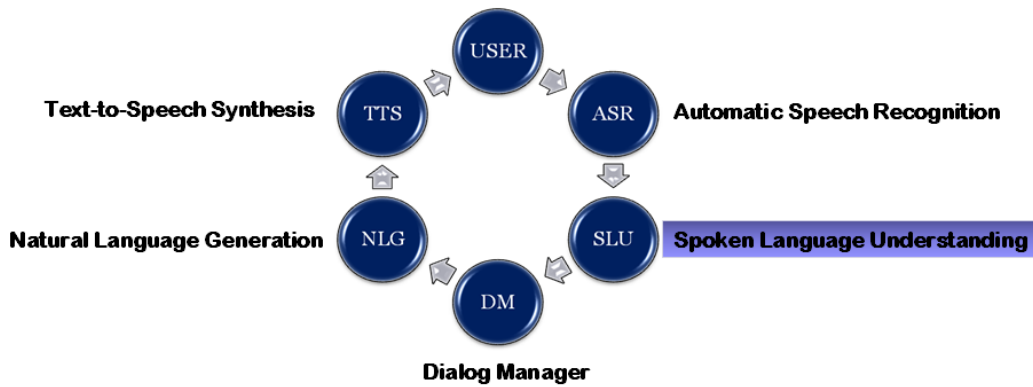 USER
Text-to-Speech Synthesis
TTS
ASR
Automatic Speech Recognition
Natural Language Generation
NLG
SLU
Spoken Language Understanding
DM
Dialog Manager